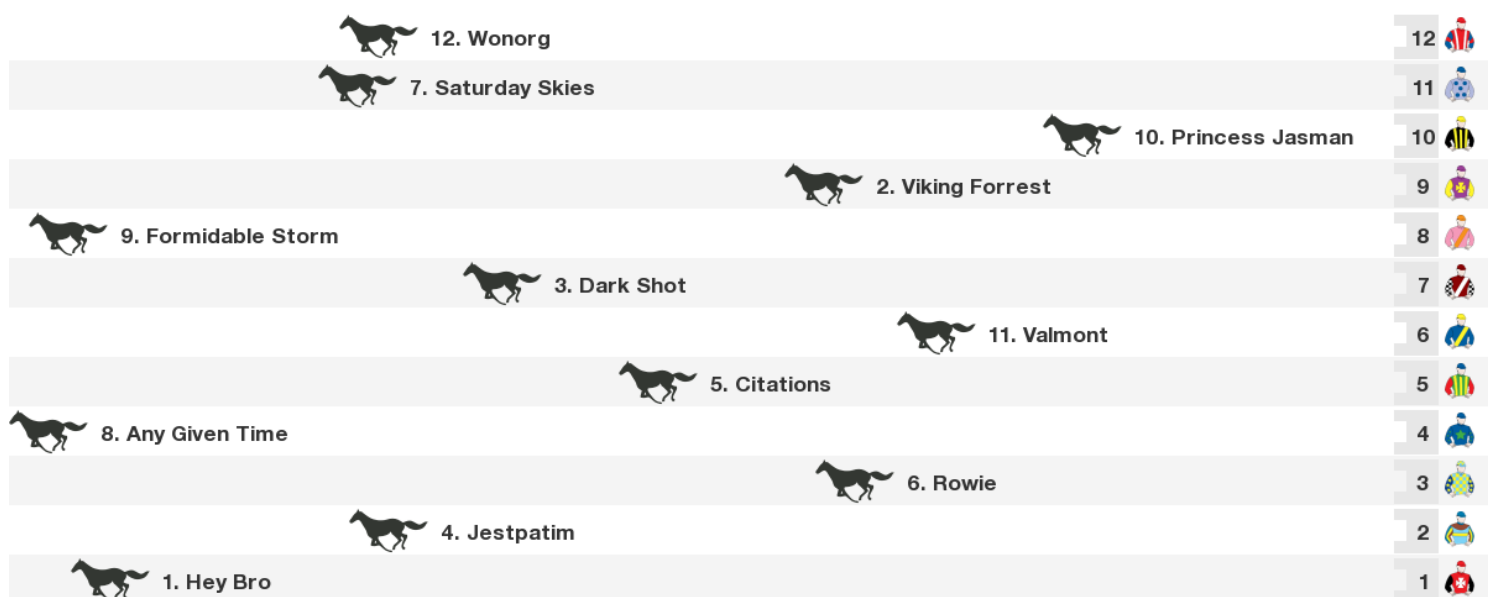 12. Wonorg 12
7. Saturday Skies 11
10. Princess Jasman 10
2. Viking Forrest 9
9. Formidable Storm 8
3. Dark Shot 7
11. Valmont 6
5. Citations 5
8. Any Given Time 4
6. Rowie 3
4. Jestpatim 2
1. Hey Bro 1